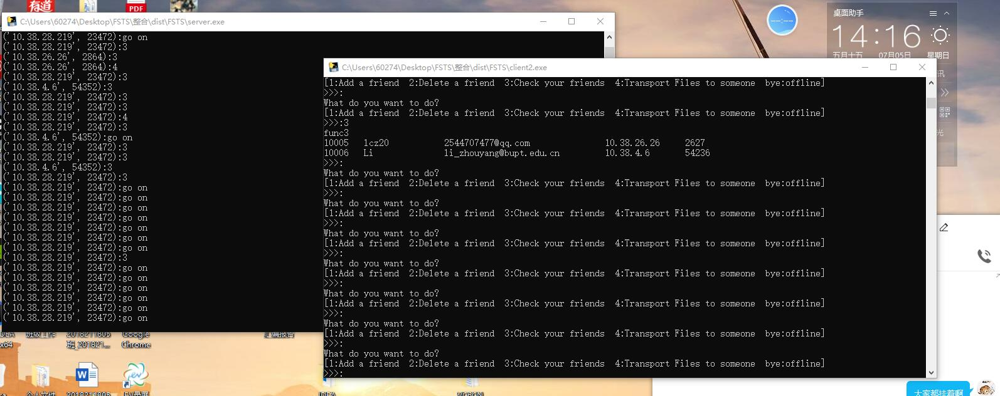 有道
PDF
C:\Users\60274\Desktop\FSTS\整合\dist\FSTS\server.exe
('10.38.28.219', 23472):go on
('10.38.28.219', 23472):3
('10.38.26.26', 2864):3
('10.38.26.26', 2864):4
('10.38.28.219', 23472):3
('10.38.4.6', 54352):3
('10.38.28.219', 23472):3
('10.38.28.219', 23472):3
('10.38.28.219', 23472):4
('10.38.28.219', 23472):3
('10.38.4.6', 54352):go on
('10.38.28.219', 23472):3
('10.38.28.219', 23472):3
('10.38.4.6', 54352):3
('10.38.28.219', 23472):3
('10.38.28.219', 23472):go on
('10.38.28.219', 23472):go on
('10.38.28.219', 23472):go on
('10.38.28.219', 23472):go on
('10.38.28.219', 23472):go on
('10.38.28.219', 23472):go on
('10.38.28.219', 23472):go on
('10.38.28.219', 23472):3
('10.38.28.219', 23472):go on
('10.38.28.219', 23472):go on
('10.38.28.219', 23472):go on
('10.38.28.219', 23472):go on
('10.38.28.219', 23472):go on
('10.38.28.219', 23472):go on
C:\Users\60274\Desktop\FSTS\整合\dist\FSTS\client2.exe
[1:Add a friend  2:Delete a friend  3:Check your friends  4:Transport Files to someone  bye:offline]
>>>:
What do you want to do?
[1:Add a friend  2:Delete a friend  3:Check your friends  4:Transport Files to someone  bye:offline]
>>>:3
func3
10005   1cz20           2544707477@qq.com               10.38.26.26     2627
10006   Li              li_zhouyang@bupt.edu.cn         10.38.4.6       54236
>>>:
What do you want to do?
[1:Add a friend  2:Delete a friend  3:Check your friends  4:Transport Files to someone  bye:offline]
>>>:
What do you want to do?
[1:Add a friend  2:Delete a friend  3:Check your friends  4:Transport Files to someone  bye:offline]
>>>:
What do you want to do?
[1:Add a friend  2:Delete a friend  3:Check your friends  4:Transport Files to someone  bye:offline]
>>>:
What do you want to do?
[1:Add a friend  2:Delete a friend  3:Check your friends  4:Transport Files to someone  bye:offline]
>>>:
What do you want to do?
[1:Add a friend  2:Delete a friend  3:Check your friends  4:Transport Files to someone  bye:offline]
>>>:
What do you want to do?
[1:Add a friend  2:Delete a friend  3:Check your friends  4:Transport Files to someone  bye:offline]
>>>:
What do you want to do?
[1:Add a friend  2:Delete a friend  3:Check your friends  4:Transport Files to someone  bye:offline]
>>>:
--:--
桌面助手
14:16
五月十五 07月05日 星期日
讯
光
x64
班级工作
2018211805
班_201821...
Google
Chrome
汇编报告
W
个人文件
2018211805
EV录屏
IDEA
大家都挂着啊